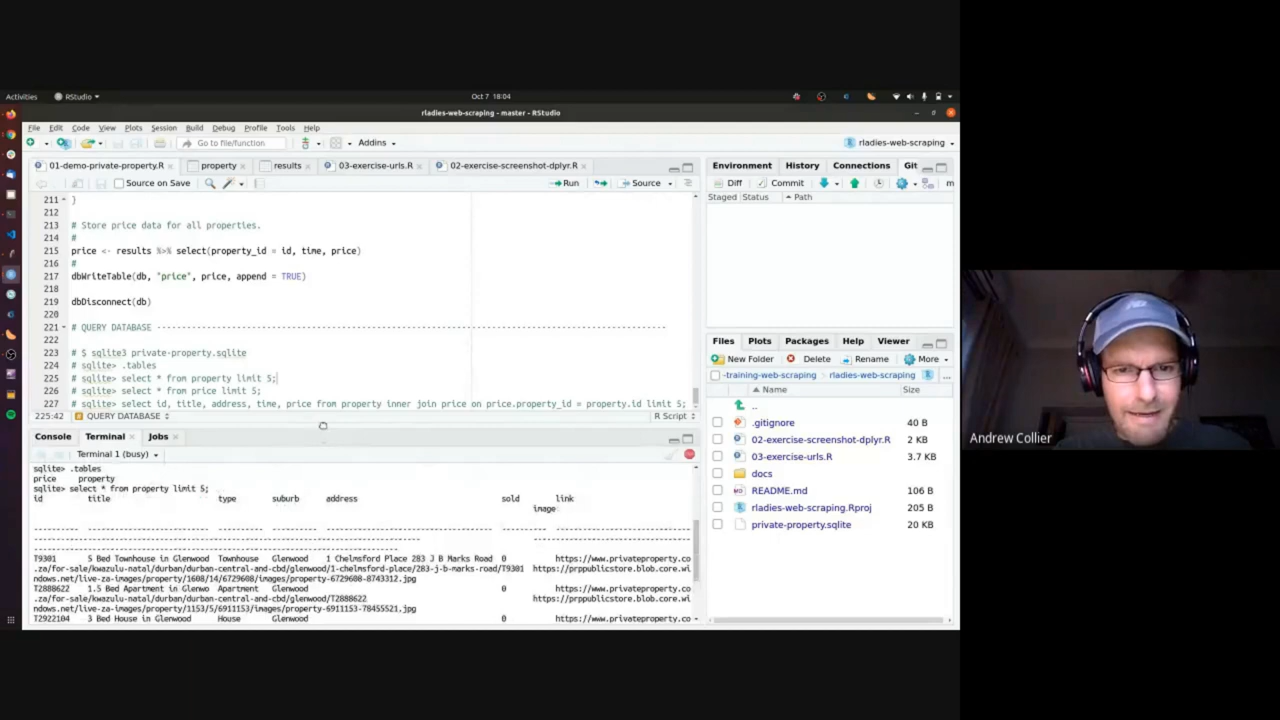 Activities RStudio Oct 7 18:04
rladies-web-scraping - master - RStudio
File Edit Code View Plots Session Build Debug Profile Tools Help
Go to file/function Addins rladies-web-scraping
01-demo-private-property.R property results 03-exercise-urls.R 02-exercise-screenshot-dplyr.R
Source on Save Run Source
211 }
212
213 # Store price data for all properties.
214 #
215 price <- results %>% select(property_id = id, time, price)
216 #
217 dbWriteTable(db, "price", price, append = TRUE)
218
219 dbDisconnect(db)
220
221 # QUERY DATABASE ----------------------------------------------------------------------------------------------------
222
223 # $ sqlite3 private-property.sqlite
224 # sqlite> .tables
225 # sqlite> select * from property limit 5;
226 # sqlite> select * from price limit 5;
227 # sqlite> select id, title, address, time, price from property inner join price on price.property_id = property.id limit 5;
225:42 QUERY DATABASE R Script
Console Terminal Jobs
Terminal 1 (busy)
sqlite> .tables
price property
sqlite> select * from property limit 5;
id title type suburb address sold link
image
T9301 5 Bed Townhouse in Glenwood Townhouse Glenwood 1 Chelmsford Place 283 J B Marks Road 0 https://www.privateproperty.co
.za/for-sale/kwazulu-natal/durban/durban-central-and-cbd/glenwood/1-chelmsford-place/283-j-b-marks-road/T9301 https://prppublicstore.blob.core.wi
ndows.net/live-za-images/property/1608/14/6729608/images/property-6729608-8743312.jpg
T2888622 1.5 Bed Apartment in Glenwo Apartment Glenwood 0 https://www.privateproperty.co
.za/for-sale/kwazulu-natal/durban/durban-central-and-cbd/glenwood/T2888622 https://prppublicstore.blob.core.wi
ndows.net/live-za-images/property/1153/5/6911153/images/property-6911153-78455521.jpg
T2922104 3 Bed House in Glenwood House Glenwood 0 https://www.privateproperty.co
Environment History Connections Git
Diff Commit m
Staged Status Path
Files Plots Packages Help Viewer
New Folder Delete Rename More
-training-web-scraping rladies-web-scraping ...
Name Size
..
.gitignore 40 B
02-exercise-screenshot-dplyr.R 2 KB
03-exercise-urls.R 3.7 KB
docs
README.md 106 B
rladies-web-scraping.Rproj 205 B
private-property.sqlite 20 KB
Andrew Collier